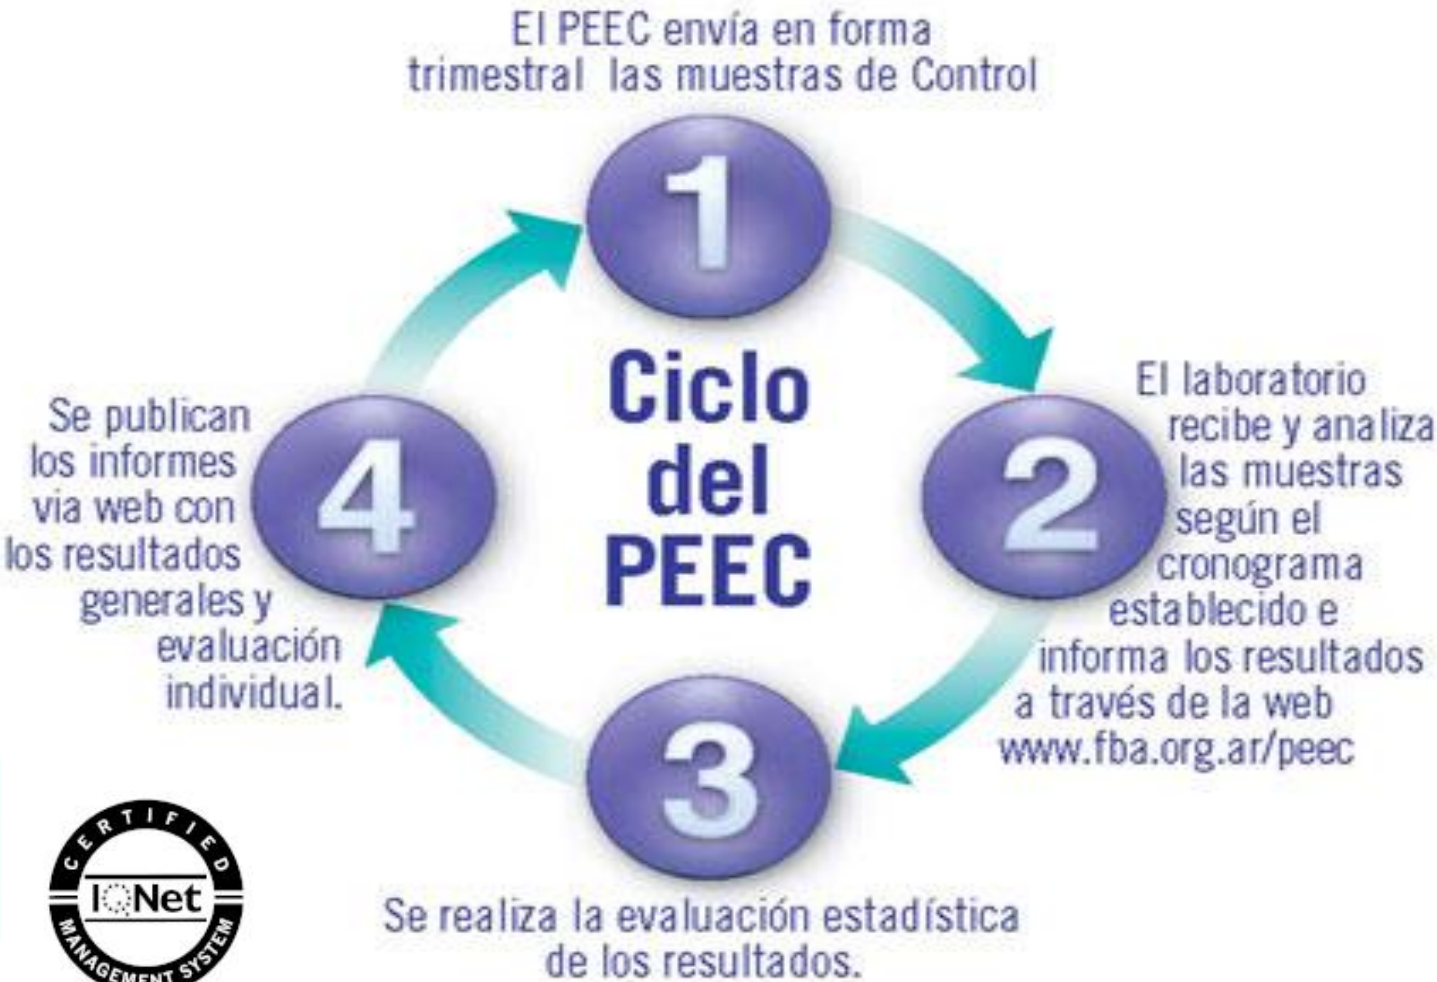 El PEEC envía en forma
trimestral las muestras de Control
1
Ciclo
del
PEEC
2
El laboratorio
recibe y analiza
las muestras
según el
cronograma
establecido e
informa los resultados
a través de la web
www.fba.org.ar/peec
3
Se realiza la evaluación estadística
de los resultados.
4
Se publican
los informes
via web con
los resultados
generales y
evaluación
individual.
CERTIFIED
IQNet
MANAGEMENT SYSTEM